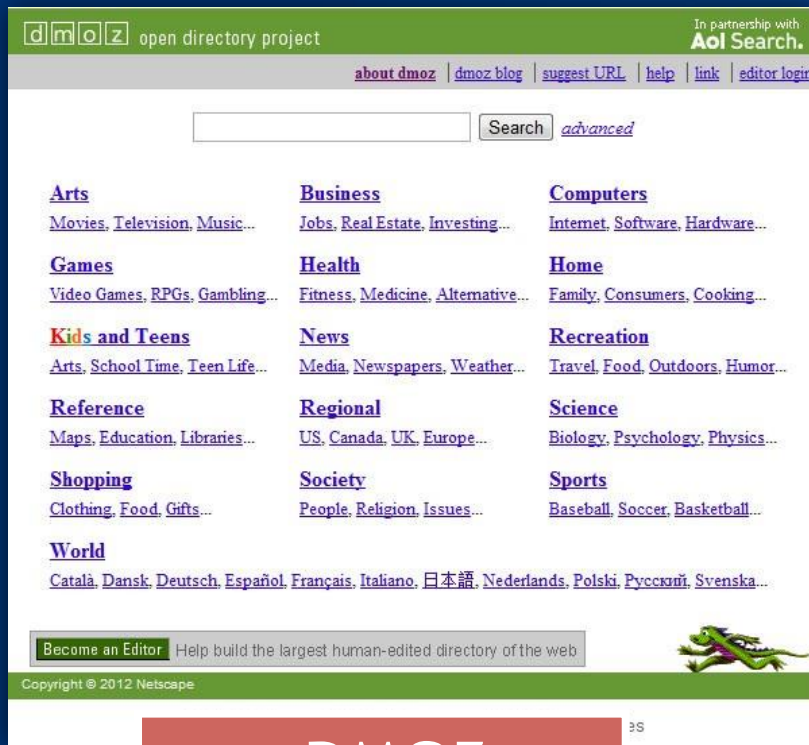 dmoz open directory project
In partnership with
Aol Search.
about dmoz | dmoz blog | suggest URL | help | link | editor login
Search advanced
Arts Business Computers
Movies, Television, Music... Jobs, Real Estate, Investing... Internet, Software, Hardware...
Games Health Home
Video Games, RPGs, Gambling... Fitness, Medicine, Alternative... Family, Consumers, Cooking...
Kids and Teens News Recreation
Arts, School Time, Teen Life... Media, Newspapers, Weather... Travel, Food, Outdoors, Humor...
Reference Regional Science
Maps, Education, Libraries... US, Canada, UK, Europe... Biology, Psychology, Physics...
Shopping Society Sports
Clothing, Food, Gifts... People, Religion, Issues... Baseball, Soccer, Basketball...
World
Català, Dansk, Deutsch, Español, Français, Italiano, 日本語, Nederlands, Polski, Русский, Svenska...
Become an Editor Help build the largest human-edited directory of the web
Copyright © 2012 Netscape